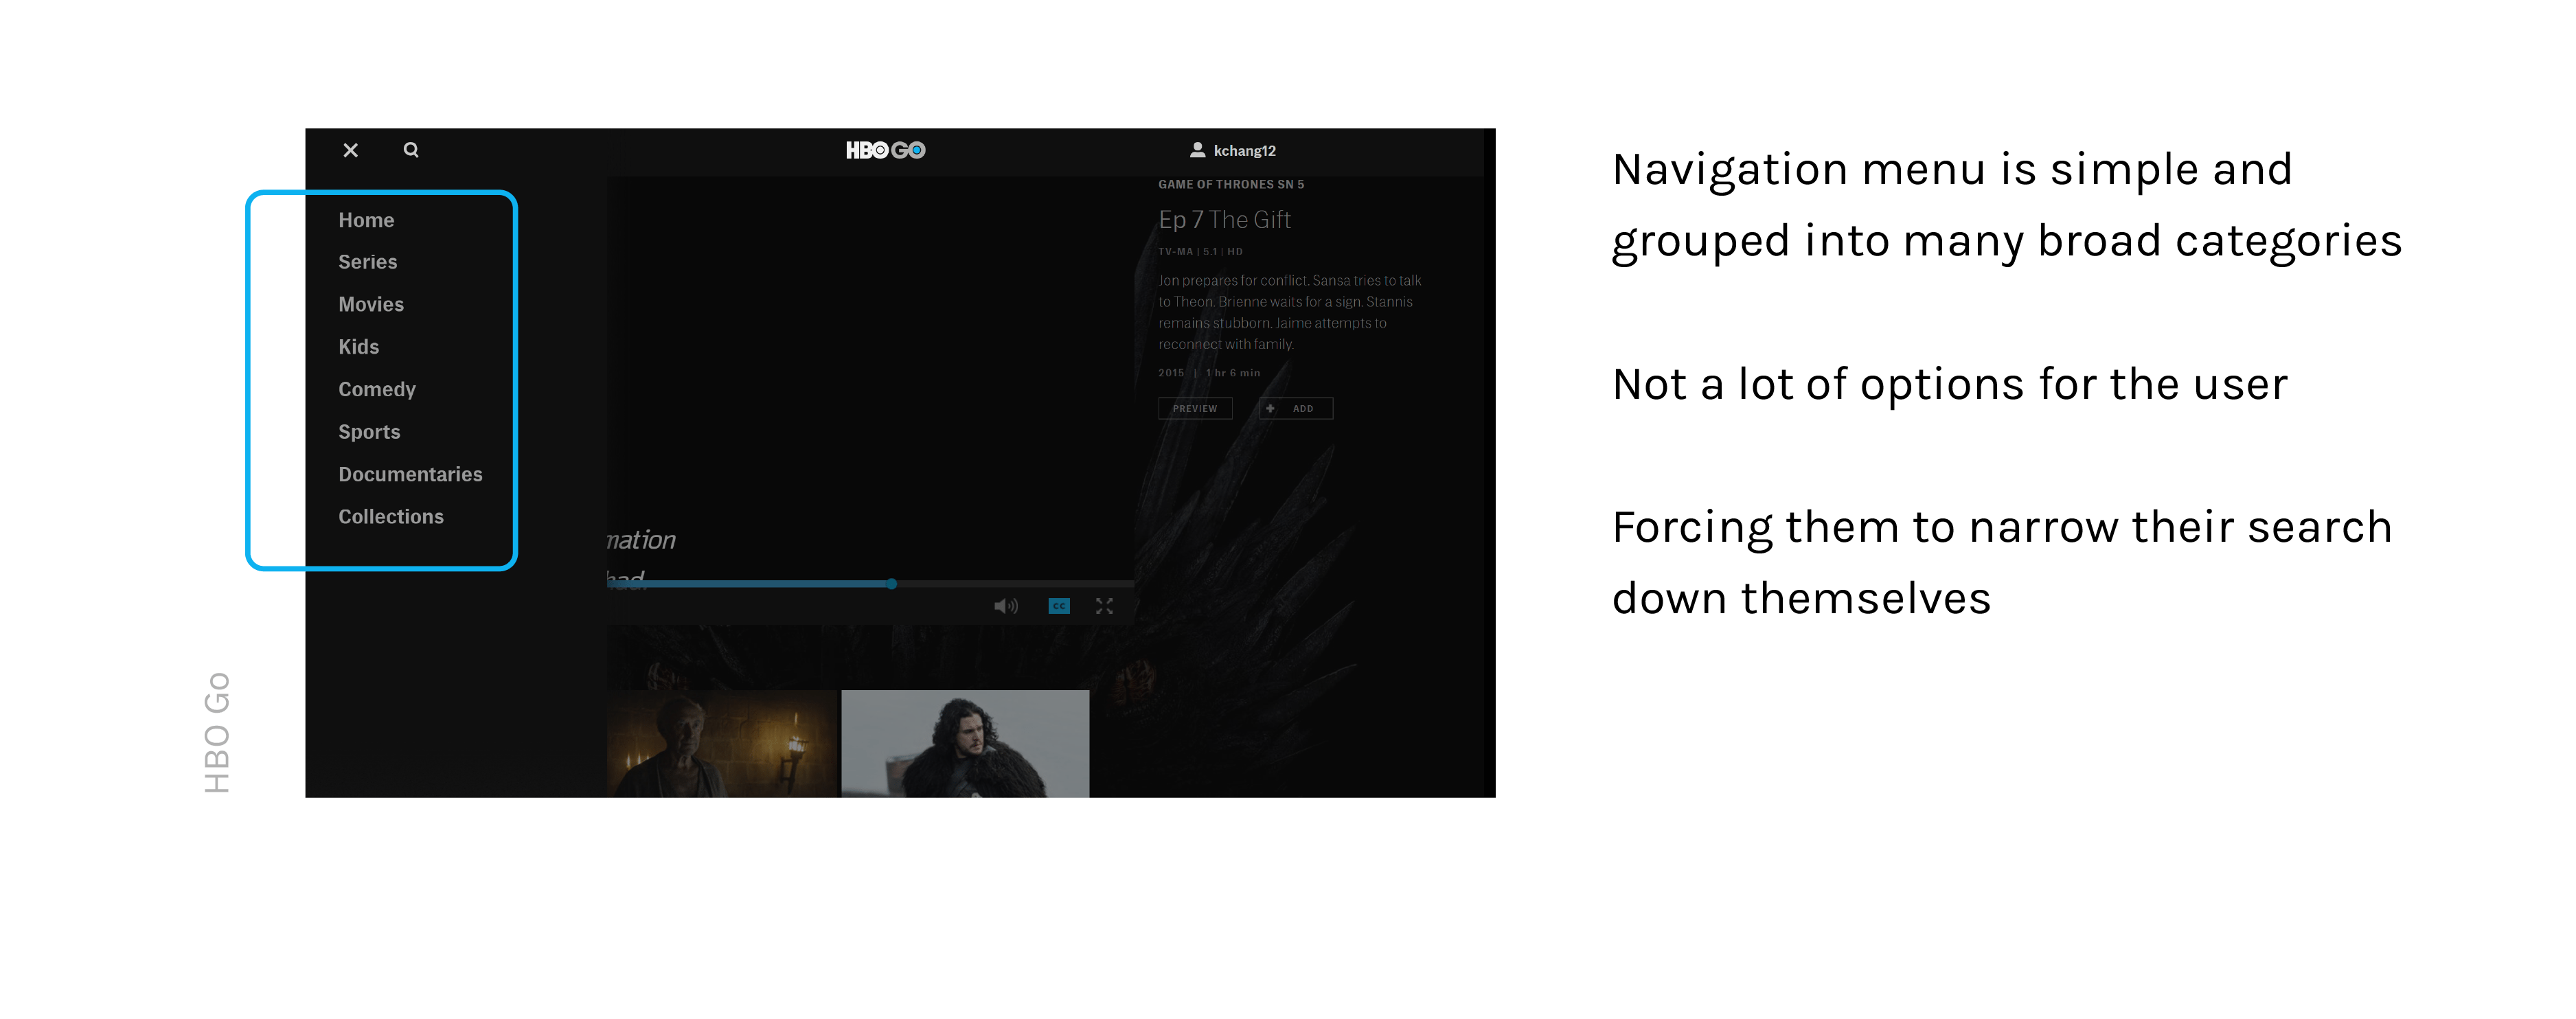 HBO GO
kchang12
Home
Series
Movies
Kids
Comedy
Sports
Documentaries
Collections
GAME OF THRONES SN 5
Ep 7 The Gift
TV-MA | 5.1 | HD
Jon prepares for conflict. Sansa tries to talk
to Theon. Brienne waits for a sign. Stannis
remains stubborn. Jaime attempts to
reconnect with family.
2015 | 1 hr 6 min
PREVIEW
+ ADD
mation
had.
CC
HBO Go
Navigation menu is simple and
grouped into many broad categories
Not a lot of options for the user
Forcing them to narrow their search
down themselves